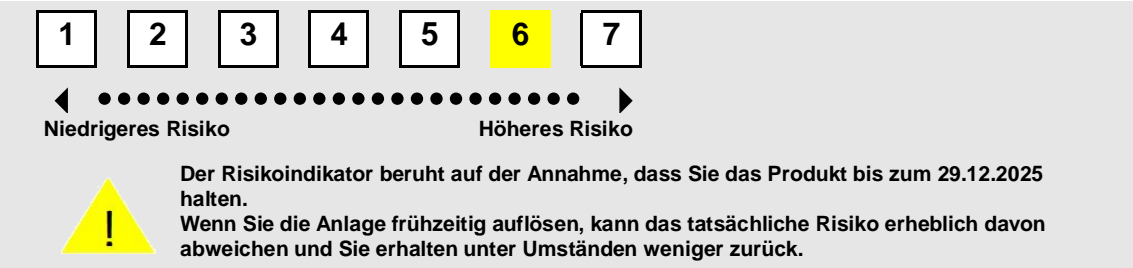 1 2 3 4 5 6 7
Niedrigeres Risiko Höheres Risiko
Der Risikoindikator beruht auf der Annahme, dass Sie das Produkt bis zum 29.12.2025
halten.
Wenn Sie die Anlage frühzeitig auflösen, kann das tatsächliche Risiko erheblich davon
abweichen und Sie erhalten unter Umständen weniger zurück.
!